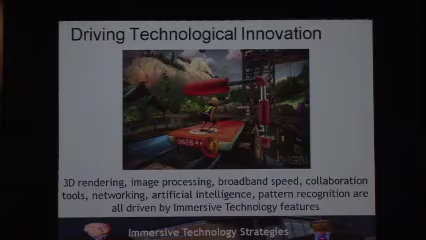 Driving Technological Innovation
3D rendering, image processing, broadband speed, collaboration
tools, networking, artificial intelligence, pattern recognition are
all driven by Immersive Technology features
Immersive Technology Strategies